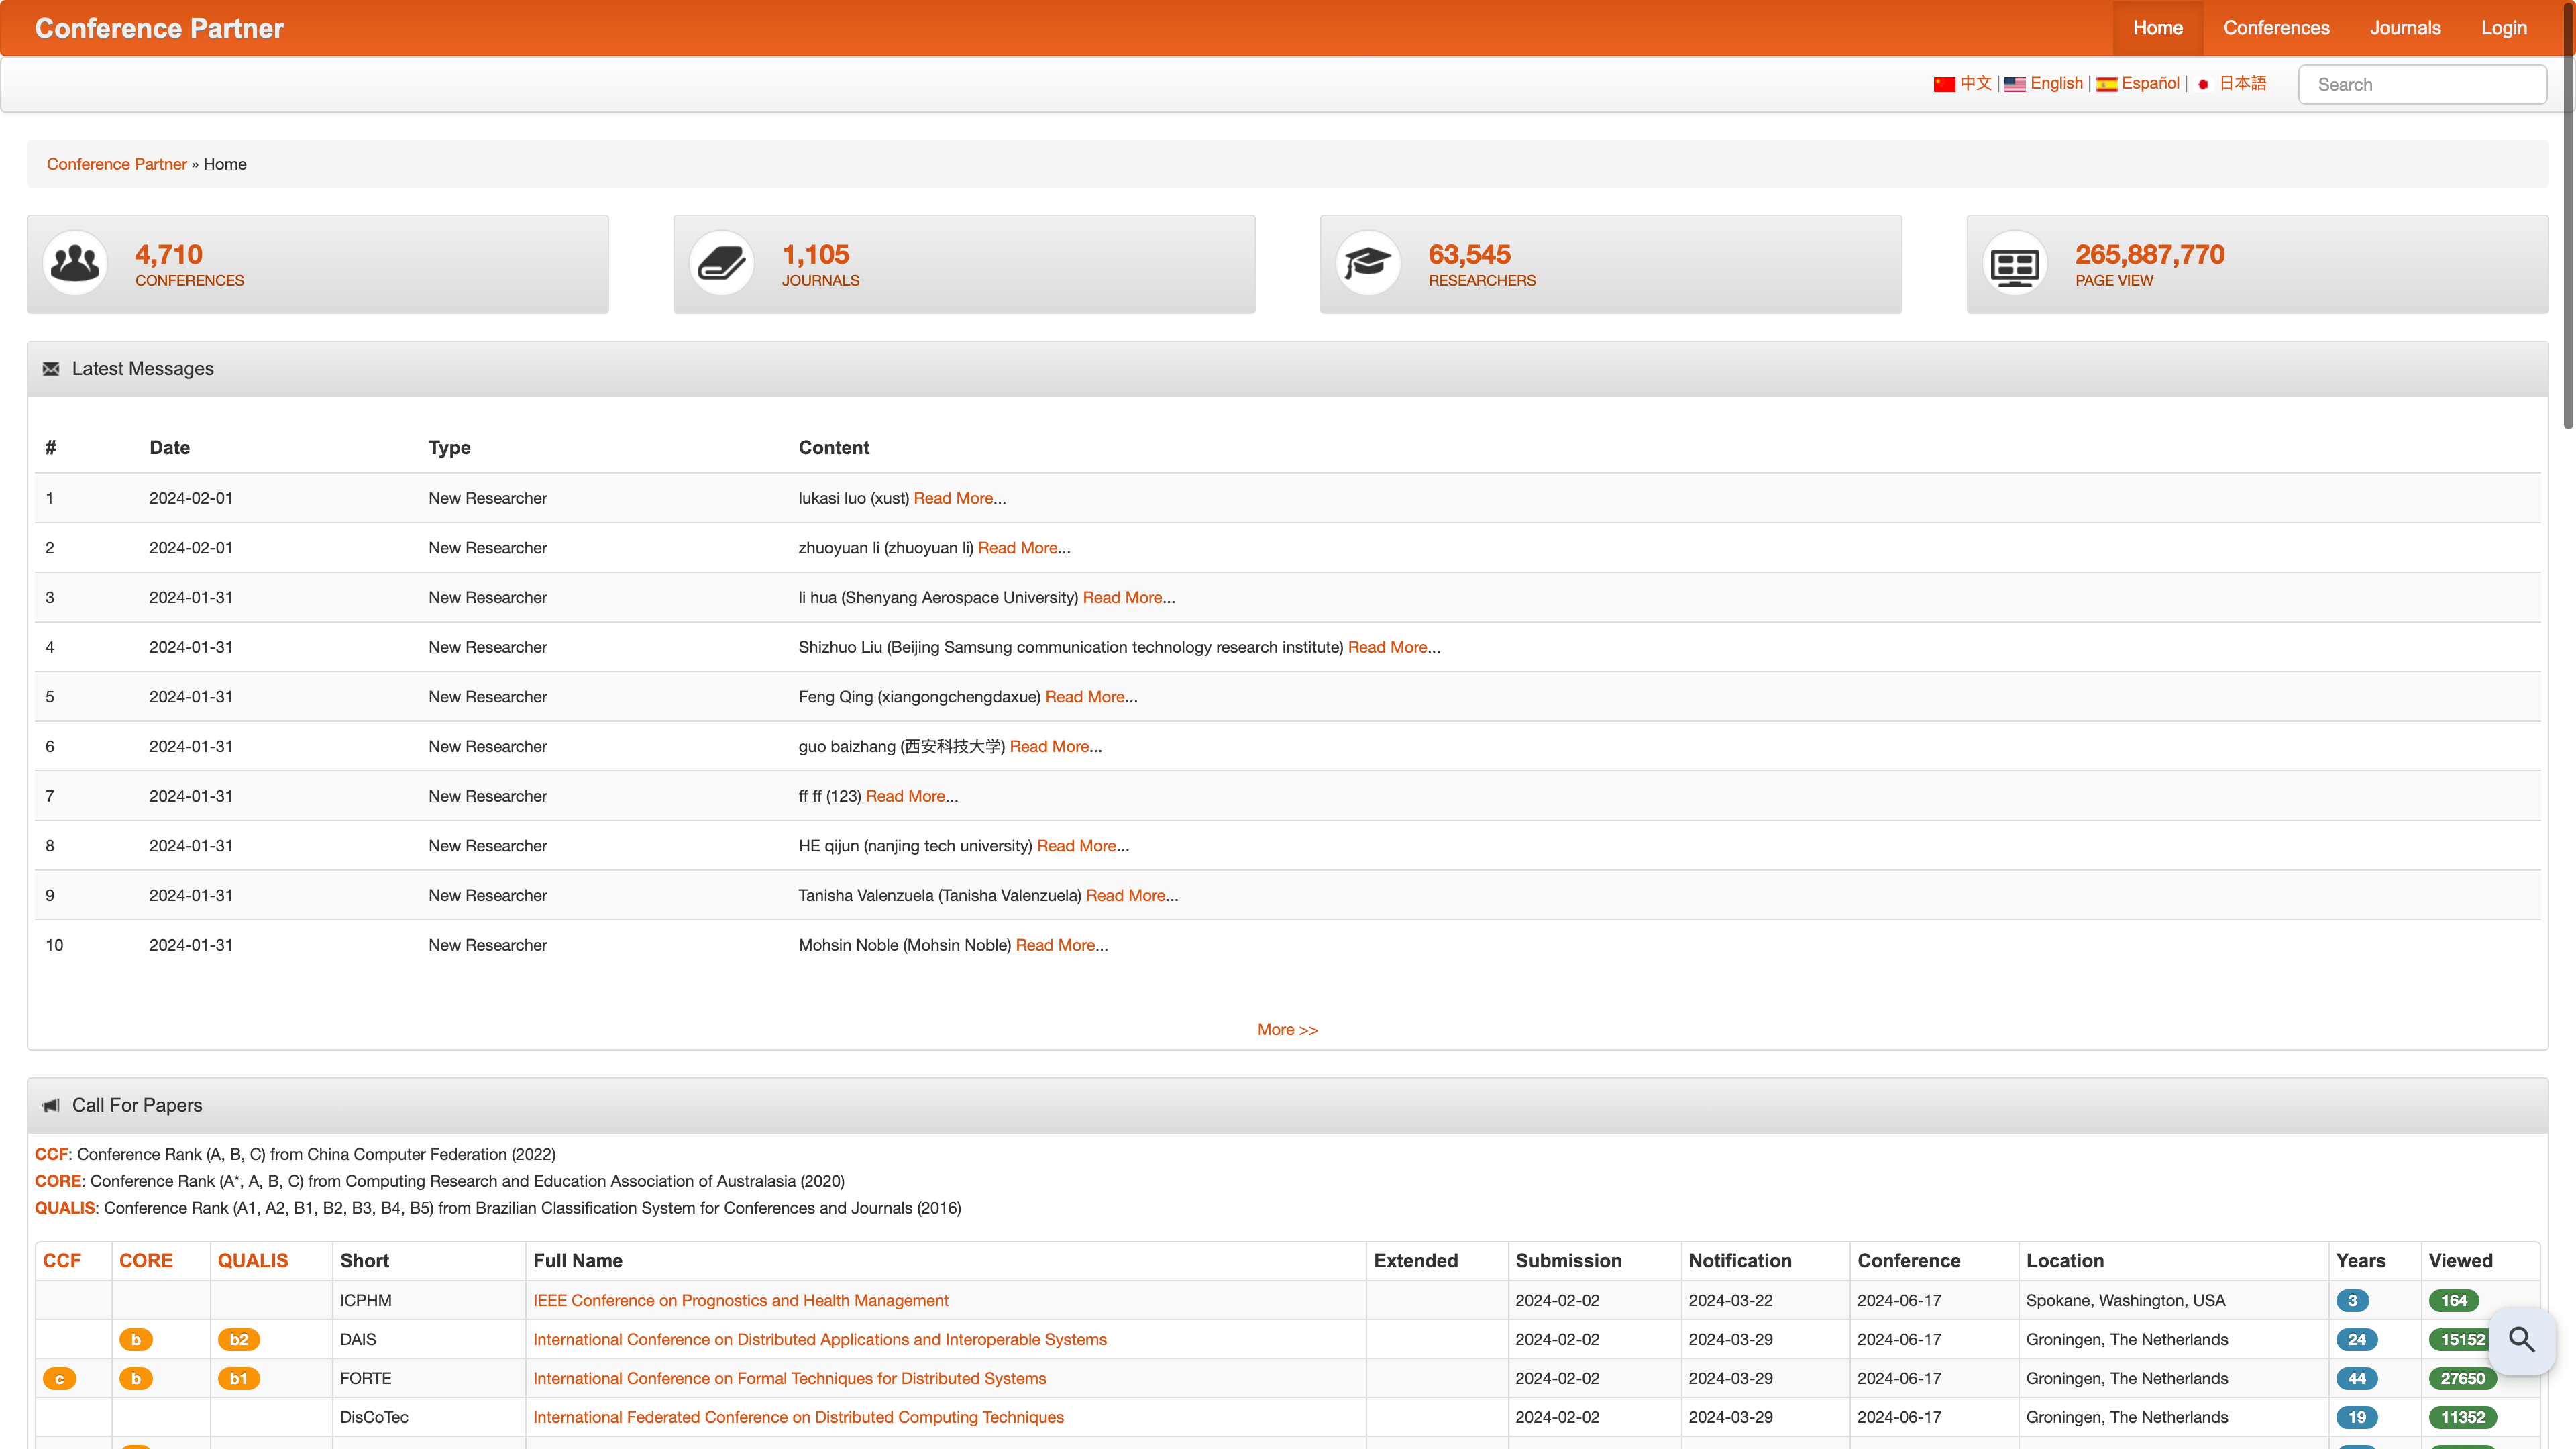 Conference Partner
Home Conferences Journals Login
中文 | English | Español | 日本語 Search
Conference Partner » Home
4,710
CONFERENCES
1,105
JOURNALS
63,545
RESEARCHERS
265,887,770
PAGE VIEW
Latest Messages
# Date Type Content
1 2024-02-01 New Researcher lukasi luo (xust) Read More...
2 2024-02-01 New Researcher zhuoyuan li (zhuoyuan li) Read More...
3 2024-01-31 New Researcher li hua (Shenyang Aerospace University) Read More...
4 2024-01-31 New Researcher Shizhuo Liu (Beijing Samsung communication technology research institute) Read More...
5 2024-01-31 New Researcher Feng Qing (xiangongchengdaxue) Read More...
6 2024-01-31 New Researcher guo baizhang (西安科技大学) Read More...
7 2024-01-31 New Researcher ff ff (123) Read More...
8 2024-01-31 New Researcher HE qijun (nanjing tech university) Read More...
9 2024-01-31 New Researcher Tanisha Valenzuela (Tanisha Valenzuela) Read More...
10 2024-01-31 New Researcher Mohsin Noble (Mohsin Noble) Read More...
More >>
Call For Papers
CCF: Conference Rank (A, B, C) from China Computer Federation (2022)
CORE: Conference Rank (A*, A, B, C) from Computing Research and Education Association of Australasia (2020)
QUALIS: Conference Rank (A1, A2, B1, B2, B3, B4, B5) from Brazilian Classification System for Conferences and Journals (2016)
CCF CORE QUALIS Short Full Name Extended Submission Notification Conference Location Years Viewed
ICPHM IEEE Conference on Prognostics and Health Management 2024-02-02 2024-03-22 2024-06-17 Spokane, Washington, USA 3 164
b b2 DAIS International Conference on Distributed Applications and Interoperable Systems 2024-02-02 2024-03-29 2024-06-17 Groningen, The Netherlands 24 15152
c b b1 FORTE International Conference on Formal Techniques for Distributed Systems 2024-02-02 2024-03-29 2024-06-17 Groningen, The Netherlands 44 27650
DisCoTec International Federated Conference on Distributed Computing Techniques 2024-02-02 2024-03-29 2024-06-17 Groningen, The Netherlands 19 11352